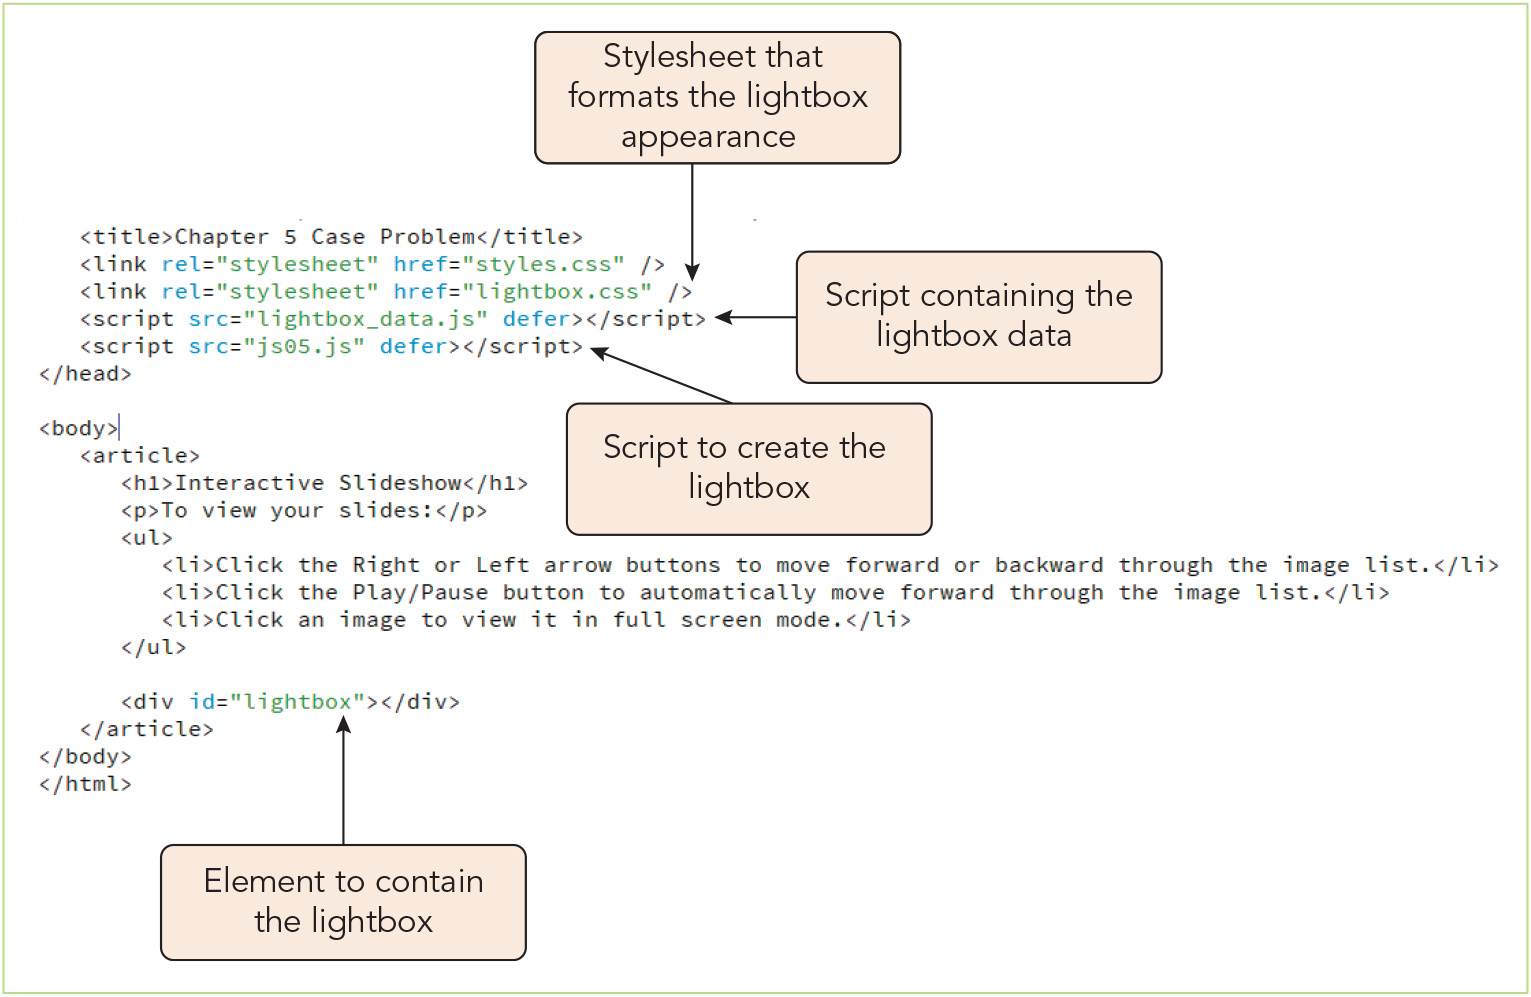 Stylesheet that
formats the lightbox
appearance
<title>Chapter 5 Case Problem</title>
<link rel="stylesheet" href="styles.css" />
<link rel="stylesheet" href="lightbox.css" />
<script src="lightbox_data.js" defer></script>
<script src="js05.js" defer></script>
</head>
Script containing the
lightbox data
<body>
<article>
<h1>Interactive Slideshow</h1>
<p>To view your slides:</p>
<ul>
Script to create the
lightbox
<li>Click the Right or Left arrow buttons to move forward or backward through the image list.</li>
<li>Click the Play/Pause button to automatically move forward through the image list.</li>
<li>Click an image to view it in full screen mode.</li>
</ul>
<div id="lightbox"></div>
</article>
</body>
</html>
Element to contain
the lightbox